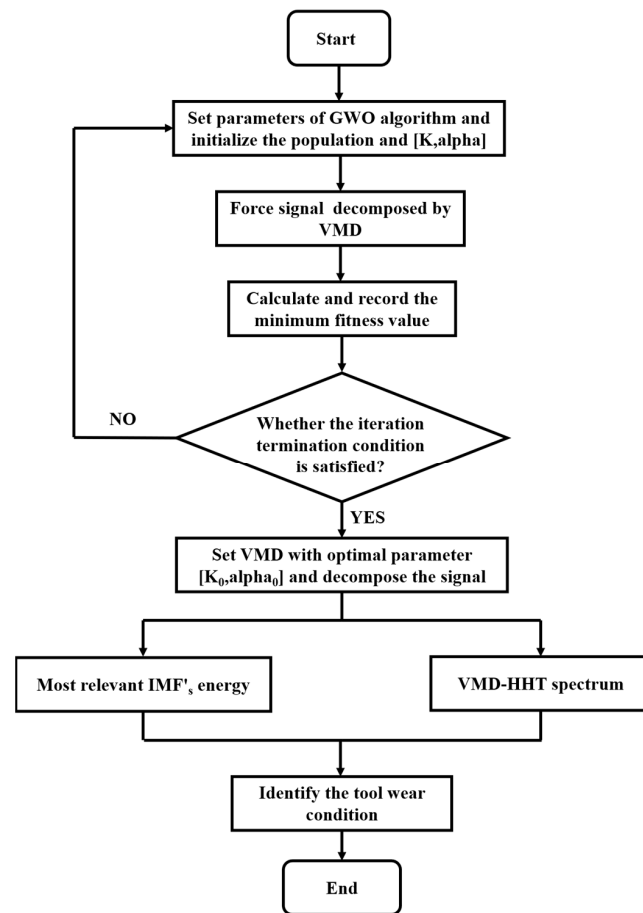 Start
Set parameters of GWO algorithm and
initialize the population and [K,alpha]
Force signal decomposed by
VMD
Calculate and record the
minimum fitness value
NO
Whether the iteration
termination condition
is satisfied?
YES
Set VMD with optimal parameter
[K₀,alpha₀] and decompose the signal
Most relevant IMF'ₛ energy
VMD-HHT spectrum
Identify the tool wear
condition
End